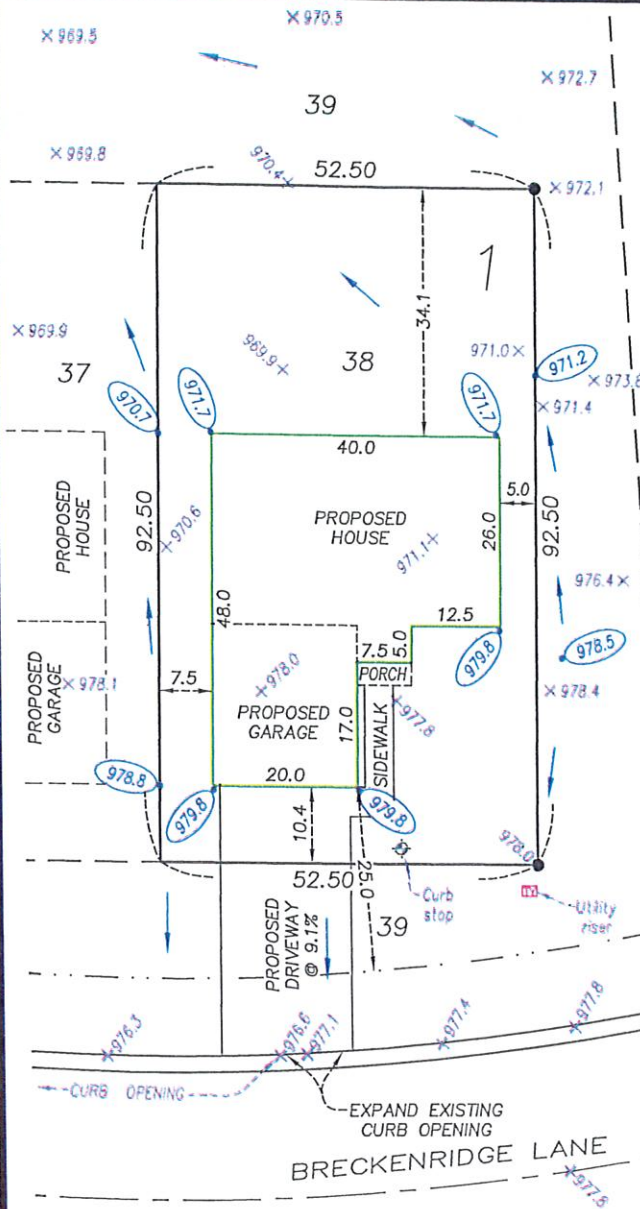 ×969.5
×970.5
×972.7
39
×969.8
970.4+
52.50
×972.1
1
34.1
×969.9
969.9+
38
971.0×
971.2
×973.8
37
970.7
971.7
971.7
×971.4
40.0
5.0
PROPOSED
HOUSE
92.50
+970.6
PROPOSED
HOUSE
971.1+
26.0
92.50
976.4×
48.0
12.5
7.5
5.0
979.8
978.5
PORCH
PROPOSED
GARAGE
×978.1
7.5
+978.0
PROPOSED
GARAGE
17.0
SIDEWALK
+977.8
×978.4
978.8
979.8
20.0
979.8
10.4
978.0
52.50
25.0
Curb
stop
TV
Utility
riser
PROPOSED
DRIVEWAY
@ 9.1%
39
+976.3
+976.6
+977.1
+977.4
+977.8
CURB OPENING
EXPAND EXISTING
CURB OPENING
BRECKENRIDGE LANE